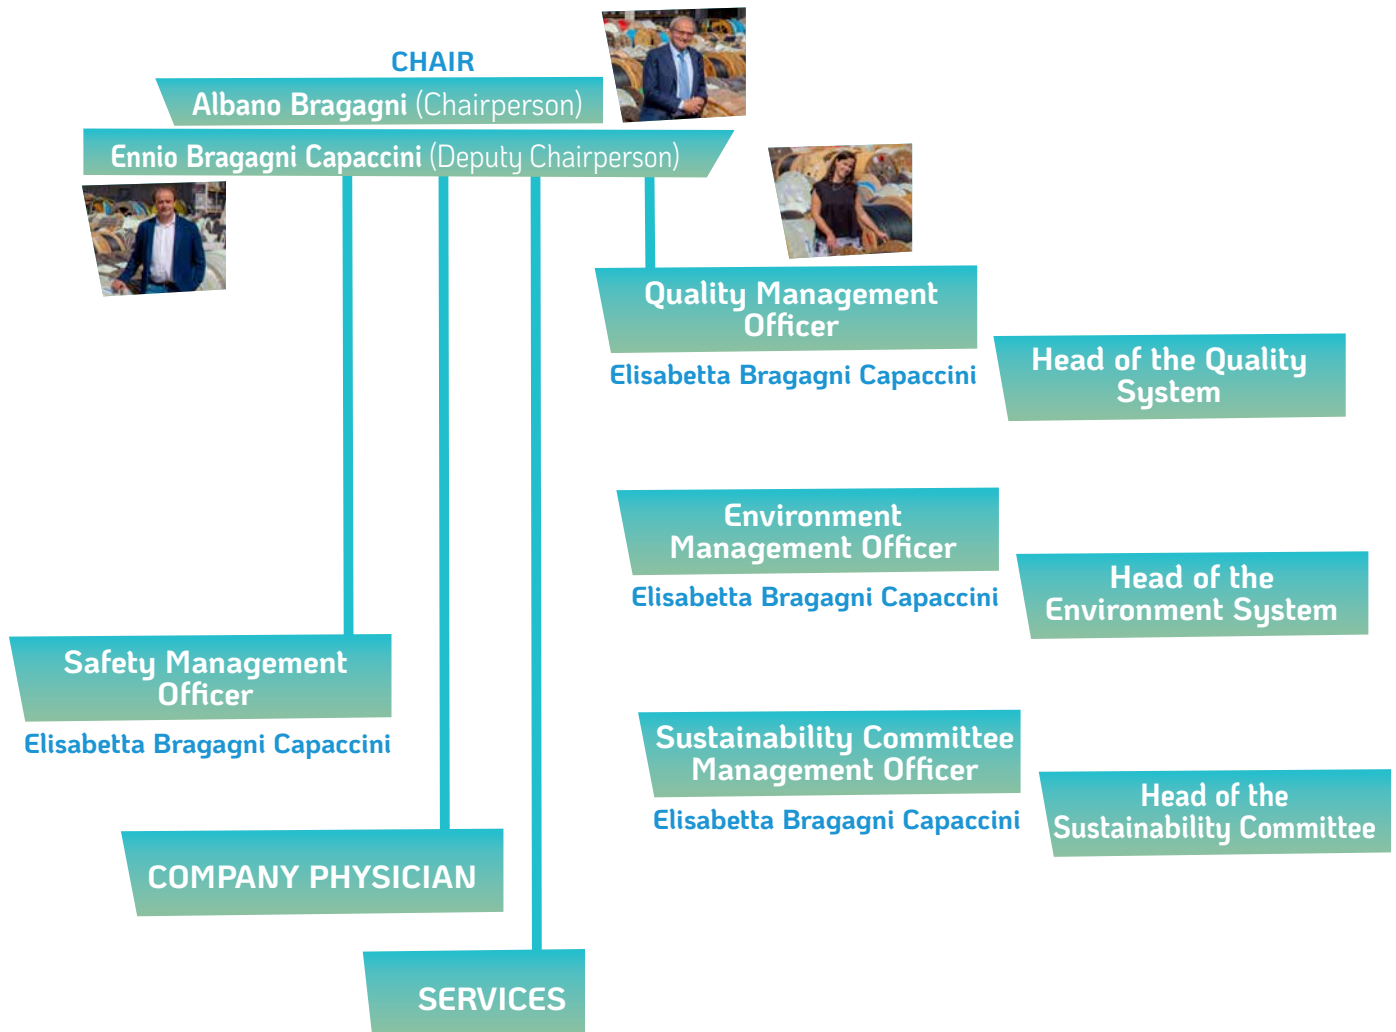 CHAIR
Albano Bragagni (Chairperson)
Ennio Bragagni Capaccini (Deputy Chairperson)
Quality Management
Officer
Elisabetta Bragagni Capaccini
Head of the Quality
System
Environment
Management Officer
Elisabetta Bragagni Capaccini
Head of the
Environment System
Safety Management
Officer
Elisabetta Bragagni Capaccini
Sustainability Committee
Management Officer
Elisabetta Bragagni Capaccini
Head of the
Sustainability Committee
COMPANY PHYSICIAN
SERVICES